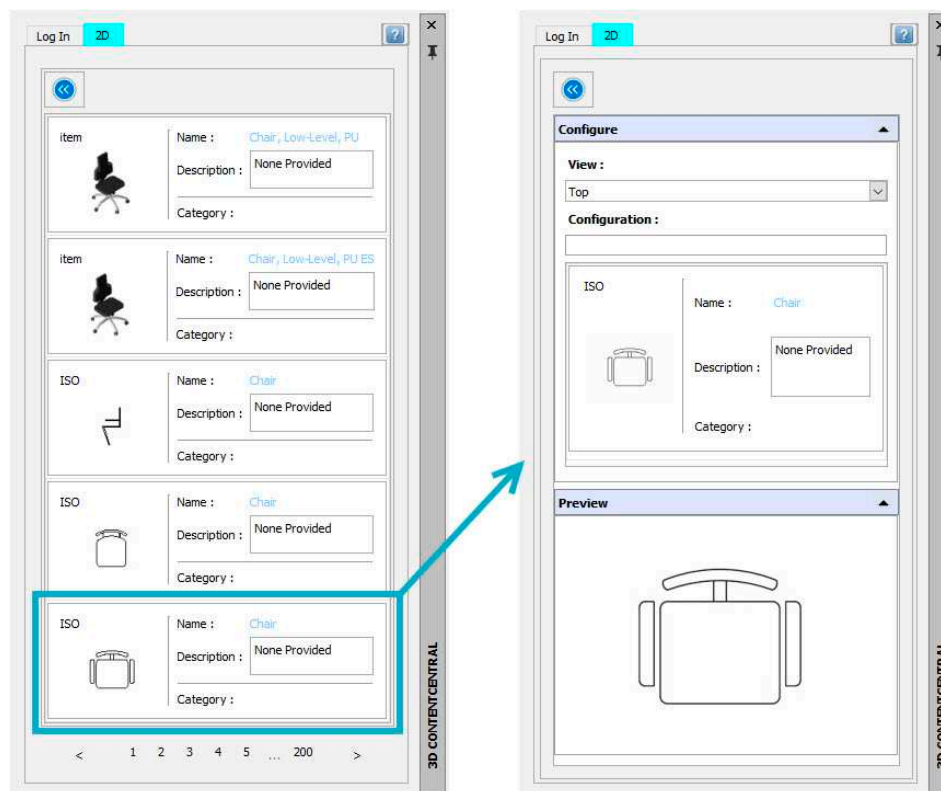 Log In 2D ?
item
Name : Chair, Low-Level, PU
Description : None Provided
Category :
item
Name : Chair, Low-Level, PU ES
Description : None Provided
Category :
ISO
Name : Chair
Description : None Provided
Category :
ISO
Name : Chair
Description : None Provided
Category :
ISO
Name : Chair
Description : None Provided
Category :
< 1 2 3 4 5 ... 200 >
3D CONTENTCENTRAL
Log In 2D ?
Configure
View :
Top
Configuration :
ISO
Name : Chair
Description : None Provided
Category :
Preview
3D CONTENTCENTRAL